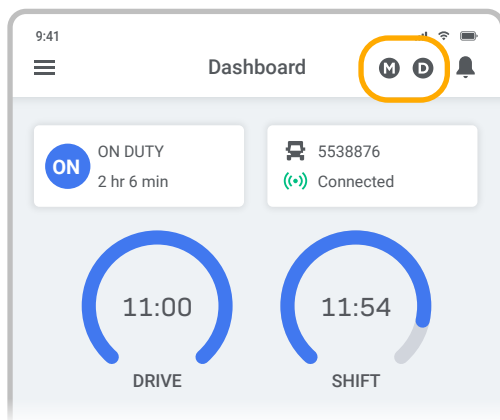 9:41
Dashboard
M D
ON
ON DUTY
2 hr 6 min
5538876
Connected
11:00
DRIVE
11:54
SHIFT